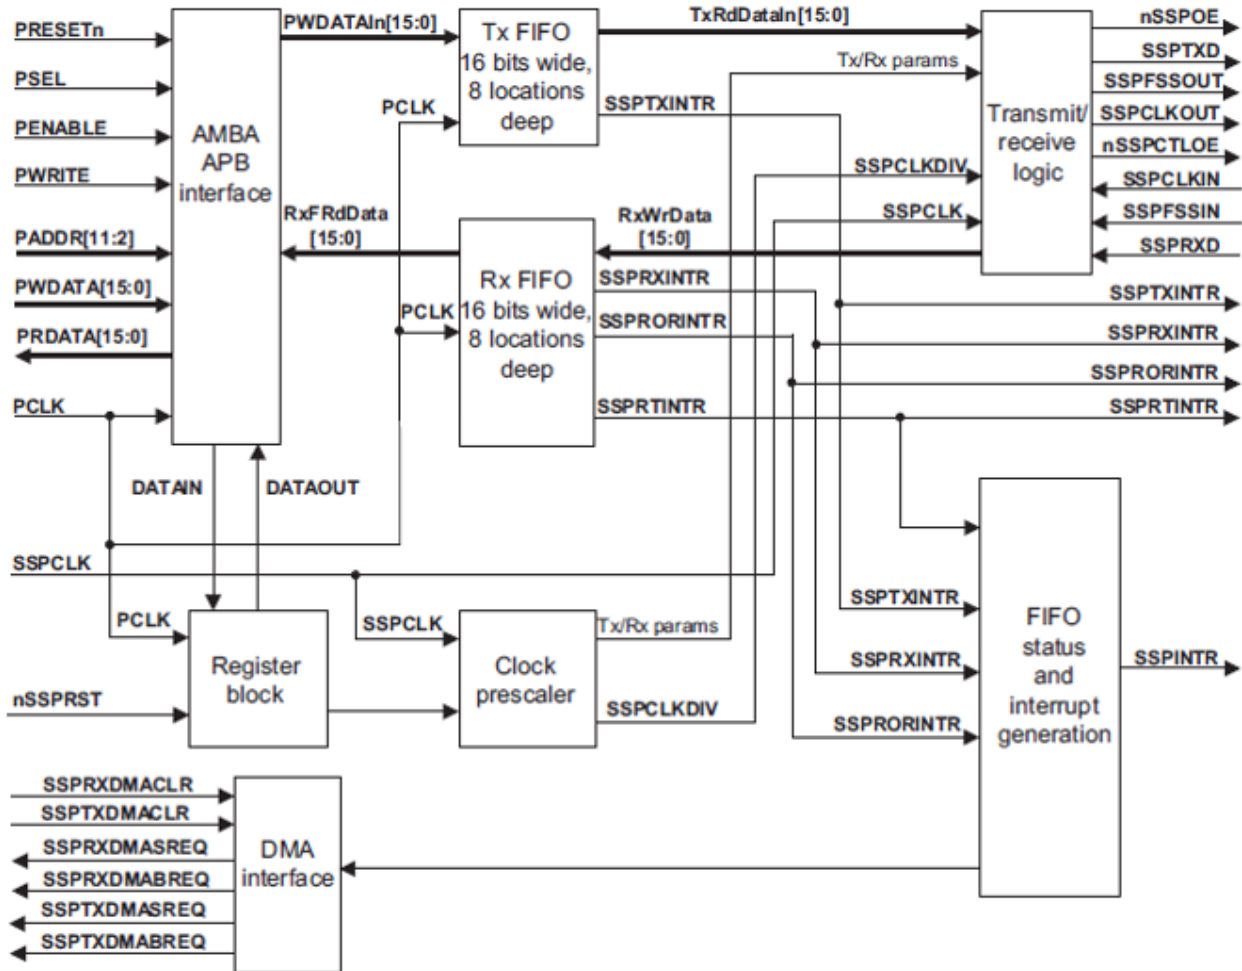 PRESETn
PSEL
PENABLE
PWRITE
PADDR[11:2]
PWDATA[15:0]
PRDATA[15:0]
PCLK
AMBA
APB
interface
PWDATAIn[15:0]
PCLK
RxFRdData
[15:0]
PCLK
Tx FIFO
16 bits wide,
8 locations
deep
Rx FIFO
16 bits wide,
8 locations
deep
TxRdDataIn[15:0]
Tx/Rx params
SSPTXINTR
SSPCLKDIV
SSPCLK
RxWrData
[15:0]
SSPRXINTR
SSPRORINTR
SSPRTINTR
Transmit/
receive
logic
nSSPOE
SSPTXD
SSPFSSOUT
SSPCLKOUT
nSSPCTLOE
SSPCLKIN
SSPFSSIN
SSPRXD
SSPTXINTR
SSPRXINTR
SSPRORINTR
SSPRTINTR
DATAIN
DATAOUT
SSPCLK
PCLK
nSSPRST
Register
block
SSPCLK
Clock
prescaler
Tx/Rx params
SSPCLKDIV
SSPTXINTR
SSPRXINTR
SSPRORINTR
FIFO
status
and
interrupt
generation
SSPINTR
SSPRXDMACLR
SSPTXDMACLR
SSPRXDMASREQ
SSPRXDMABREQ
SSPTXDMASREQ
SSPTXDMABREQ
DMA
interface